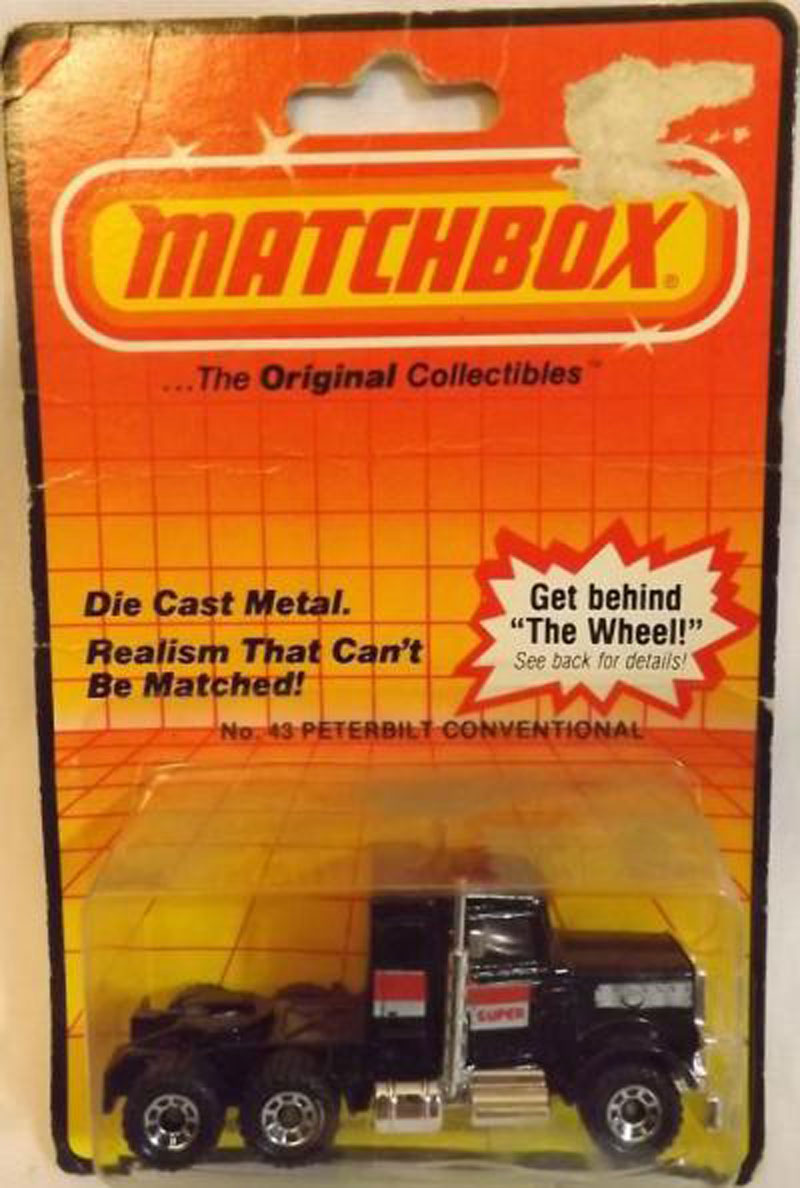 MATCHBOX®
...The Original Collectibles™
Get behind
"The Wheel!"
See back for details!
Die Cast Metal.
Realism That Can't
Be Matched!
No. 43 PETERBILT CONVENTIONAL
SUPER